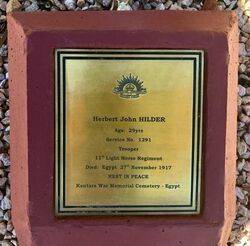 Herbert John HILDER
Age: 29yrs
Service No. 1291
Trooper
11th Light Horse Regiment
Died: Egypt 27th November 1917
REST IN PEACE
Kantara War Memorial Cemetery - Egypt